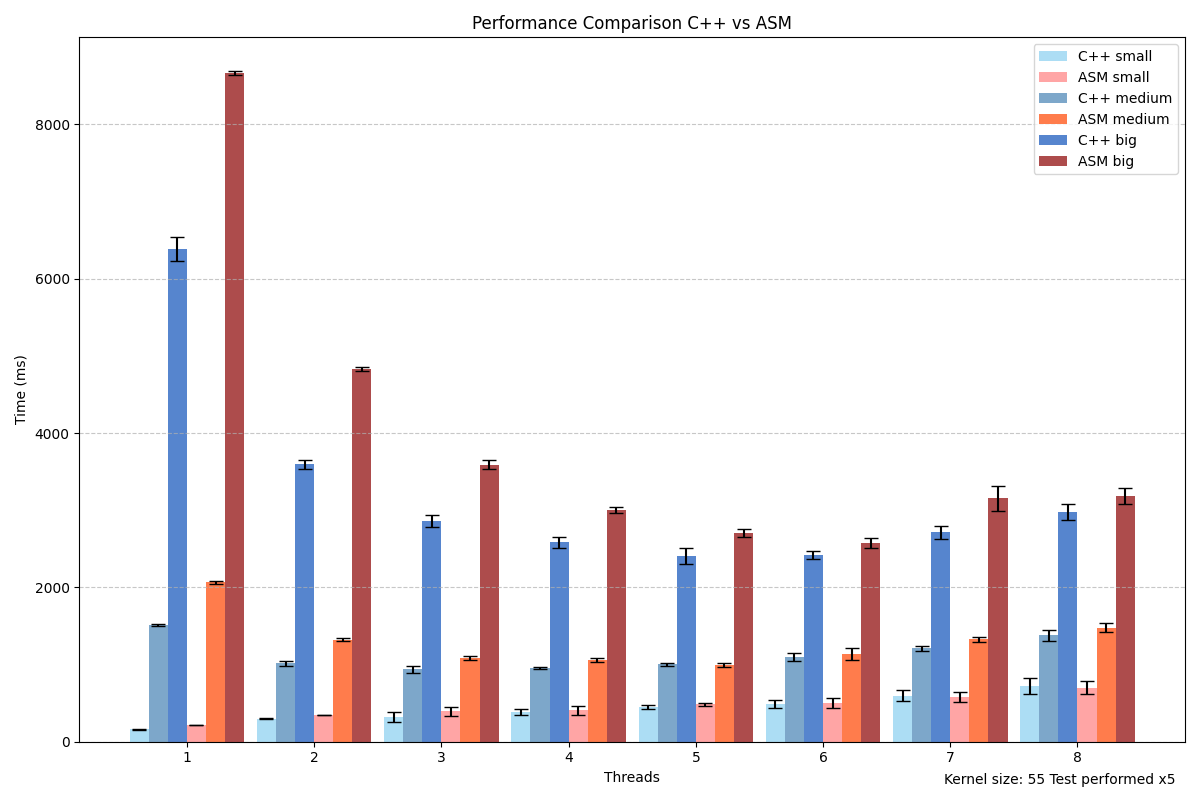 Performance Comparison C++ vs ASM
C++ small
ASM small
C++ medium
ASM medium
C++ big
ASM big
Time (ms)
8000
6000
4000
2000
0
1 2 3 4 5 6 7 8
Threads
Kernel size: 55 Test performed x5